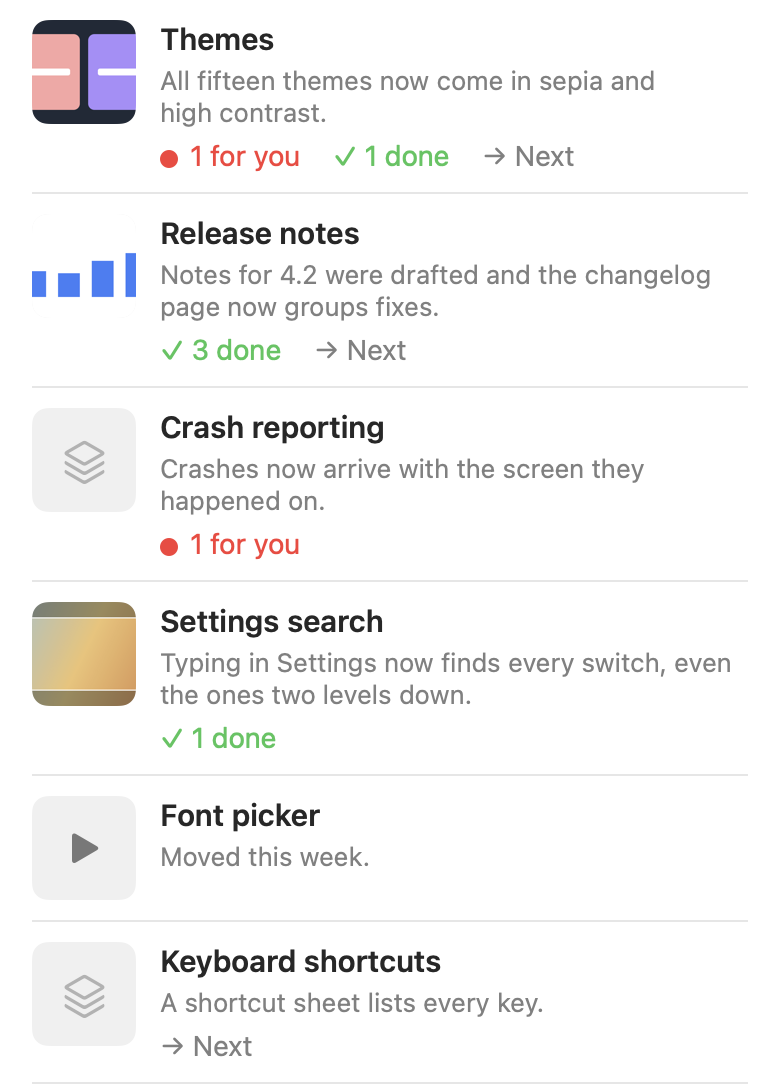 Themes
All fifteen themes now come in sepia and
high contrast.
1 for you ✓ 1 done → Next
Release notes
Notes for 4.2 were drafted and the changelog
page now groups fixes.
✓ 3 done → Next
Crash reporting
Crashes now arrive with the screen they
happened on.
1 for you
Settings search
Typing in Settings now finds every switch, even
the ones two levels down.
✓ 1 done
Font picker
Moved this week.
Keyboard shortcuts
A shortcut sheet lists every key.
→ Next